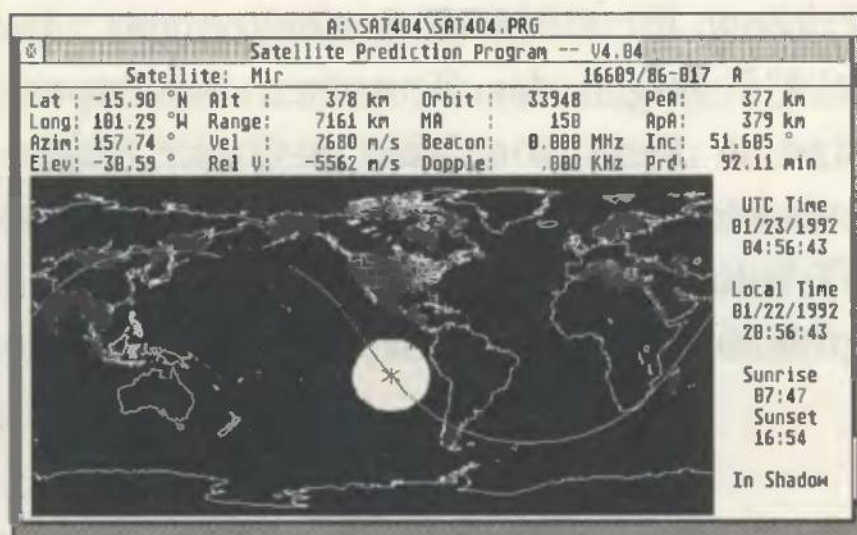 A:\SAT404\SAT404.PRG
Satellite Prediction Program -- V4.04
Satellite: Mir 16609/86-017 A
Lat : -15.90 °N Alt : 378 km Orbit : 33948 PeA: 377 km
Long: 101.29 °W Range: 7161 km MA : 150 ApA: 379 km
Azim: 157.74 ° Vel : 7680 m/s Beacon: 0.000 MHz Inc: 51.605 °
Elev: -30.59 ° Rel V: -5562 m/s Dopple: .000 KHz Prd: 92.11 min
UTC Time
01/23/1992
04:56:43
Local Time
01/22/1992
20:56:43
Sunrise
07:47
Sunset
16:54
In Shadow